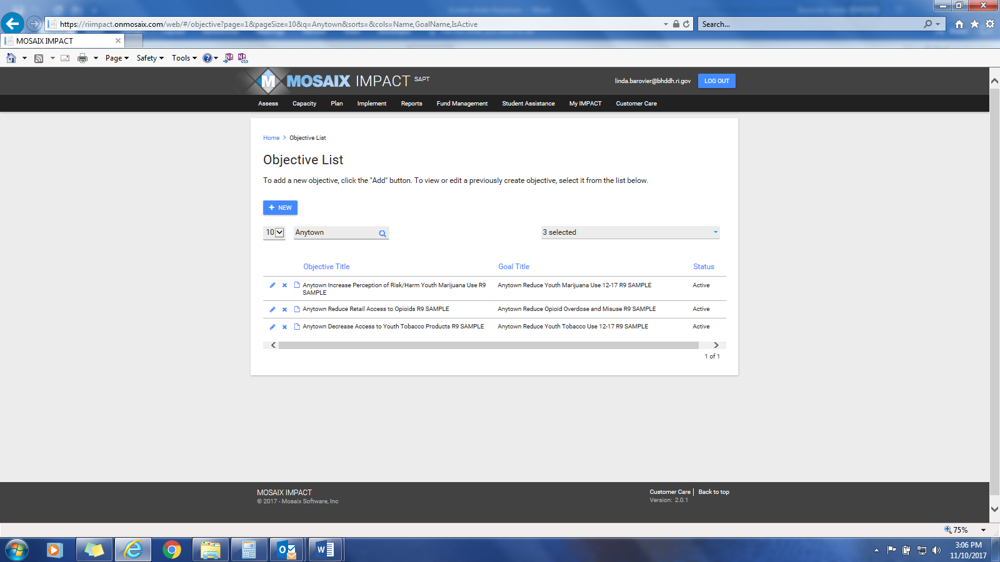 https://riimpact.onmosaix.com/web/#/objective?page=1&pageSize=10&q=Anytown&sorts=&cols=Name,GoalName,IsActive
Search...
MOSAIX IMPACT
Page
Safety
Tools
M MOSAIX IMPACT SAPT
linda.barovier@bhddh.ri.gov
LOG OUT
Assess Capacity Plan Implement Reports Fund Management Student Assistance My IMPACT Customer Care
Home > Objective List
Objective List
To add a new objective, click the "Add" button. To view or edit a previously create objective, select it from the list below.
+ NEW
10 Anytown 3 selected
Objective Title Goal Title Status
Anytown Increase Perception of Risk/Harm Youth Marijuana Use R9 Anytown Reduce Youth Marijuana Use 12-17 R9 SAMPLE Active
SAMPLE
Anytown Reduce Retail Access to Opioids R9 SAMPLE Anytown Reduce Opioid Overdose and Misuse R9 SAMPLE Active
Anytown Decrease Access to Youth Tobacco Products R9 SAMPLE Anytown Reduce Youth Tobacco Use 12-17 R9 SAMPLE Active
1 of 1
MOSAIX IMPACT
© 2017 - Mosaix Software, Inc
Customer Care | Back to top
Version: 2.0.1
75%
3:06 PM
11/10/2017